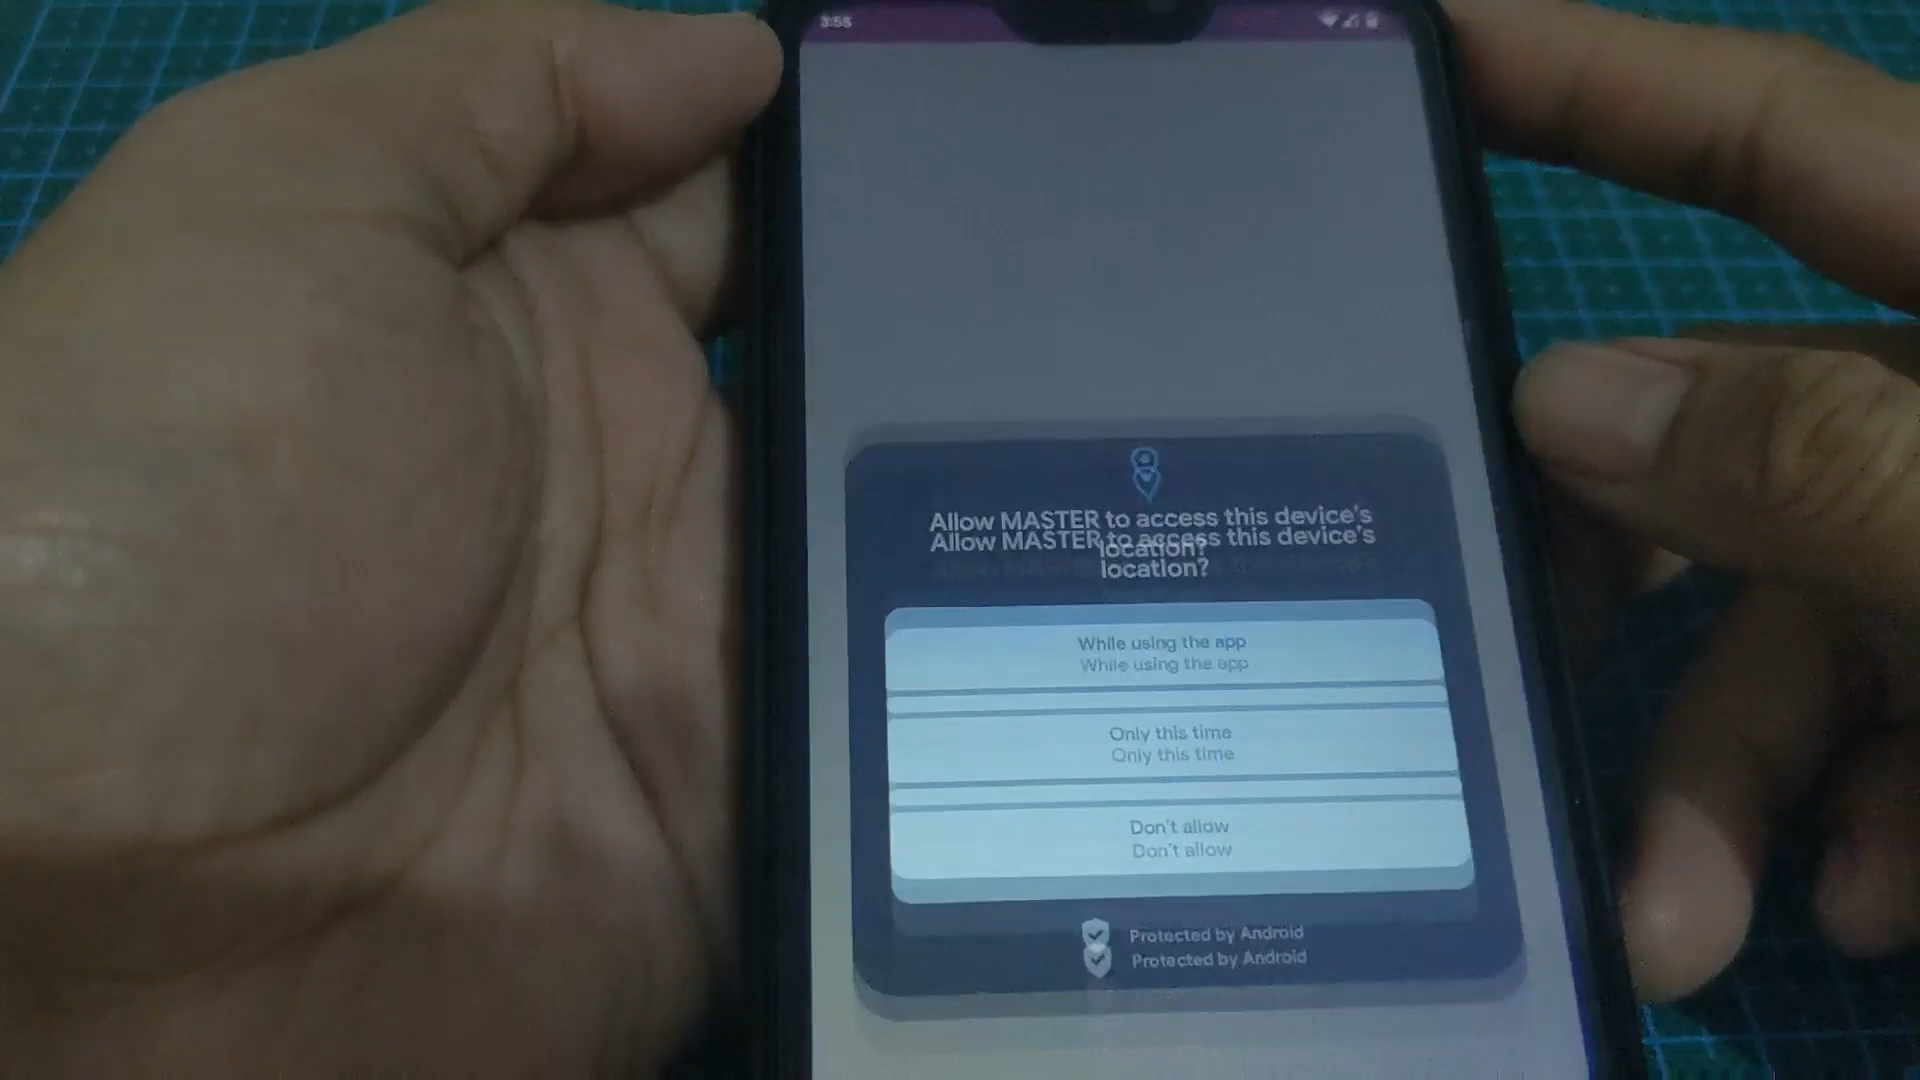 3:55
Allow MASTER to access this device's
location?
Allow MASTER to access this device's
location?
While using the app
While using the app
Only this time
Only this time
Don't allow
Don't allow
Protected by Android
Protected by Android